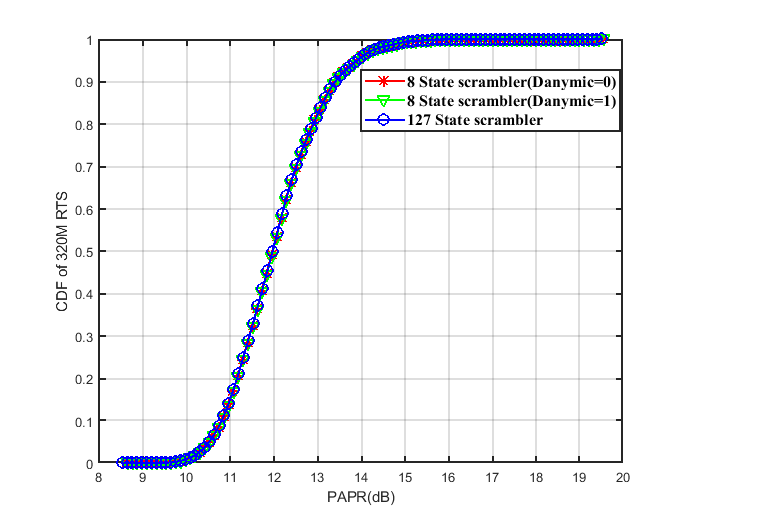 1
0.9
0.8
0.7
0.6
0.5
0.4
0.3
0.2
0.1
0
CDF of 320M RTS
8 State scrambler(Danymic=0)
8 State scrambler(Danymic=1)
127 State scrambler
8 9 10 11 12 13 14 15 16 17 18 19 20
PAPR(dB)